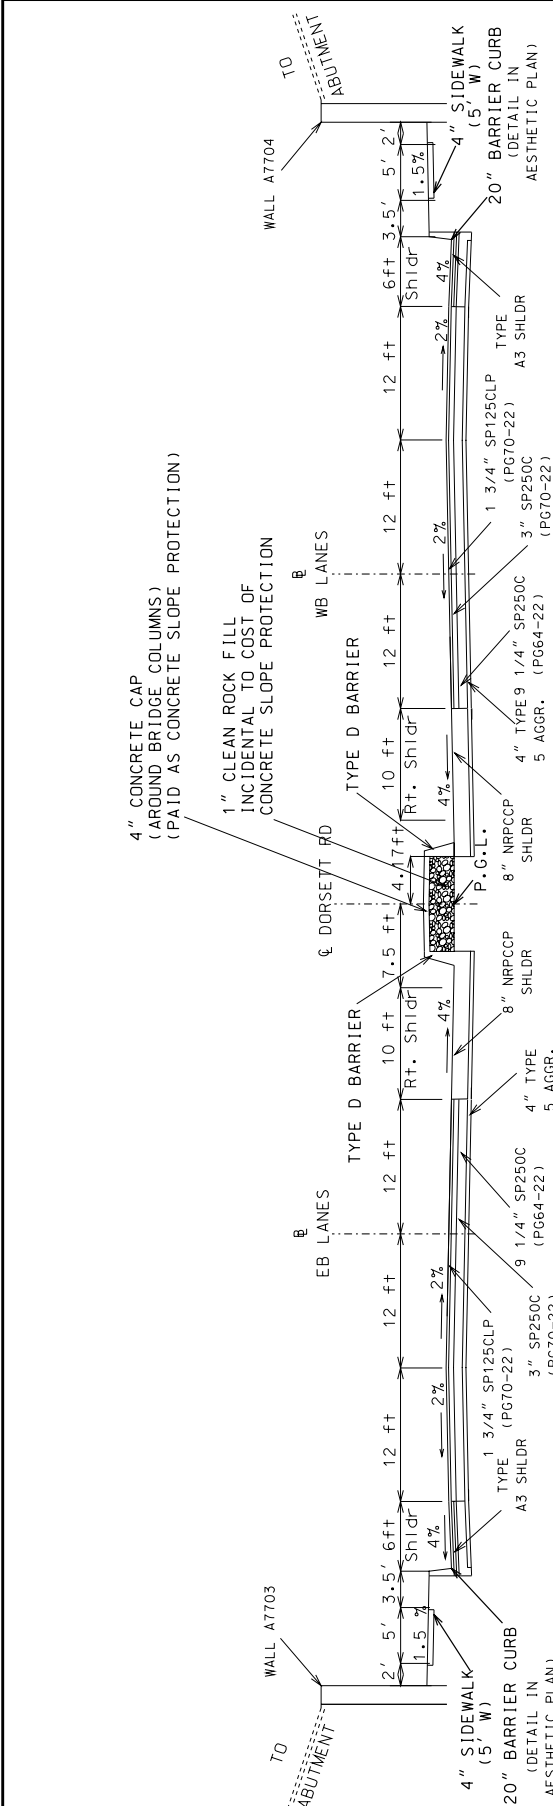 4" CONCRETE CAP
(AROUND BRIDGE COLUMNS)
(PAID AS CONCRETE SLOPE PROTECTION)
1" CLEAN ROCK FILL
INCIDENTAL TO COST OF
CONCRETE SLOPE PROTECTION
TO
ABUTMENT
WALL A7703
EB LANES
TYPE D BARRIER
℄ DORSETT RD
TYPE D BARRIER
WB LANES
WALL A7704
TO
ABUTMENT
2'
5'
3.5'
6ft
Shldr
12 ft
12 ft
12 ft
10 ft
Rt. Shldr
7.5 ft
4.17ft
10 ft
Rt. Shldr
12 ft
12 ft
12 ft
6ft
Shldr
3.5'
5'
2'
1.5 %
4%
2%
2%
4%
4%
2%
2%
4%
1.5%
4" SIDEWALK
(5' W)
20" BARRIER CURB
(DETAIL IN
AESTHETIC PLAN)
TYPE
A3 SHLDR
1 3/4" SP125CLP
(PG70-22)
3" SP250C
(PG70-22)
9 1/4" SP250C
(PG64-22)
4" TYPE
5 AGGR.
8" NRPCCP
SHLDR
P.G.L.
8" NRPCCP
SHLDR
4" TYPE
5 AGGR.
9 1/4" SP250C
(PG64-22)
3" SP250C
(PG70-22)
1 3/4" SP125CLP
(PG70-22)
TYPE
A3 SHLDR
4" SIDEWALK
(5' W)
20" BARRIER CURB
(DETAIL IN
AESTHETIC PLAN)